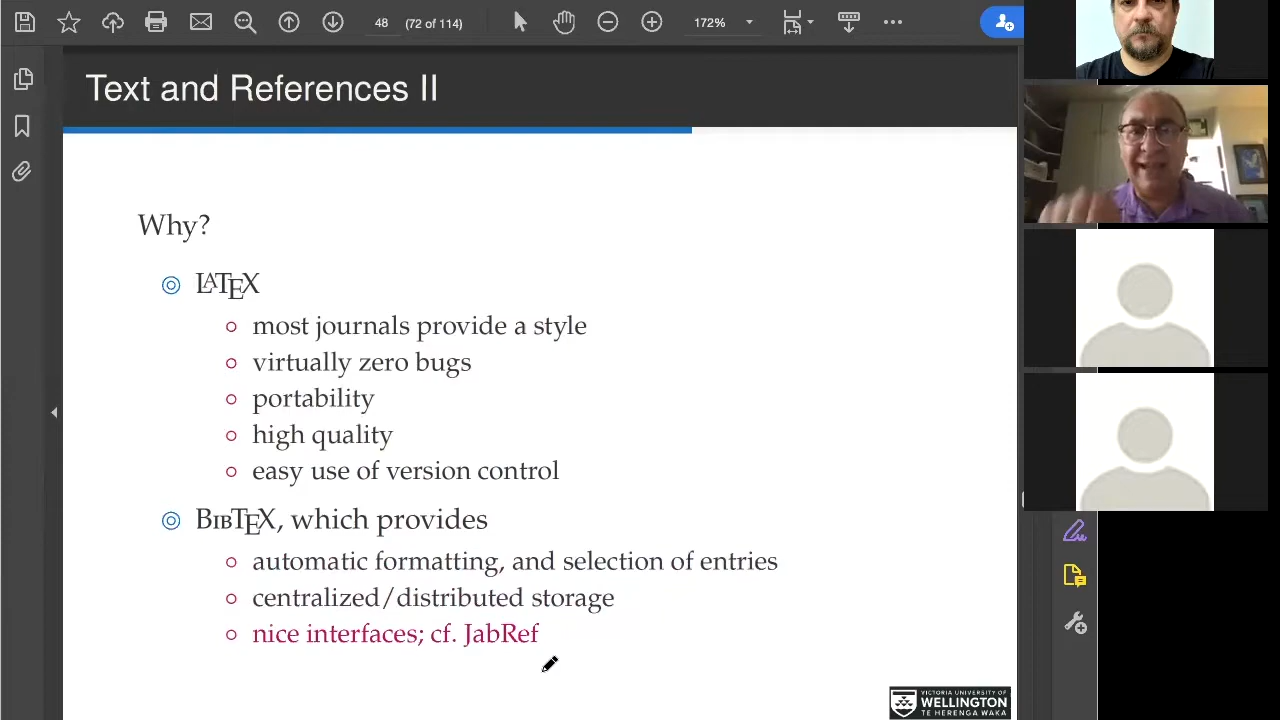 48 (72 of 114) 172%
Text and References II
Why?
LATEX
most journals provide a style
virtually zero bugs
portability
high quality
easy use of version control
BIBTEX, which provides
automatic formatting, and selection of entries
centralized/distributed storage
nice interfaces; cf. JabRef
VICTORIA UNIVERSITY OF
WELLINGTON
TE HERENGA WAKA